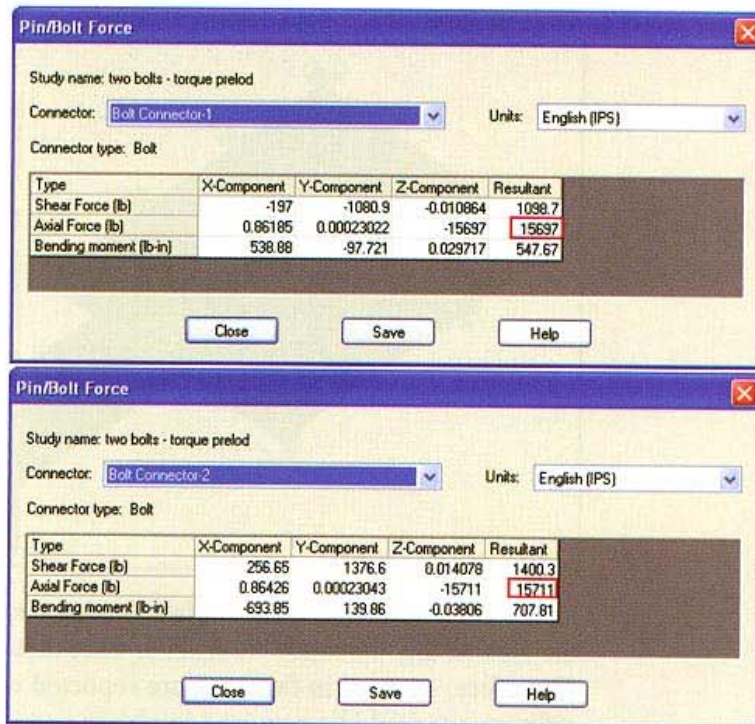 Pin/Bolt Force
Study name: two bolts - torque prelod
Connector: Bolt Connector-1 Units: English (IPS)
Connector type: Bolt
Type X-Component Y-Component Z-Component Resultant
Shear Force (lb) -197 -1080.9 -0.010864 1098.7
Axial Force (lb) 0.86185 0.00023022 -15697 15697
Bending moment (lb-in) 538.88 -97.721 0.029717 547.67
Close Save Help
Pin/Bolt Force
Study name: two bolts - torque prelod
Connector: Bolt Connector-2 Units: English (IPS)
Connector type: Bolt
Type X-Component Y-Component Z-Component Resultant
Shear Force (lb) 256.65 1376.6 0.014078 1400.3
Axial Force (lb) 0.86426 0.00023043 -15711 15711
Bending moment (lb-in) -693.85 139.86 -0.03806 707.81
Close Save Help